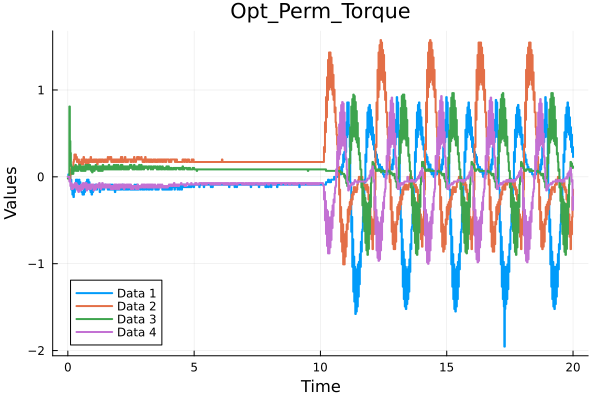 Opt_Perm_Torque
Values
1
0
−1
−2
Data 1
Data 2
Data 3
Data 4
0 5 10 15 20
Time